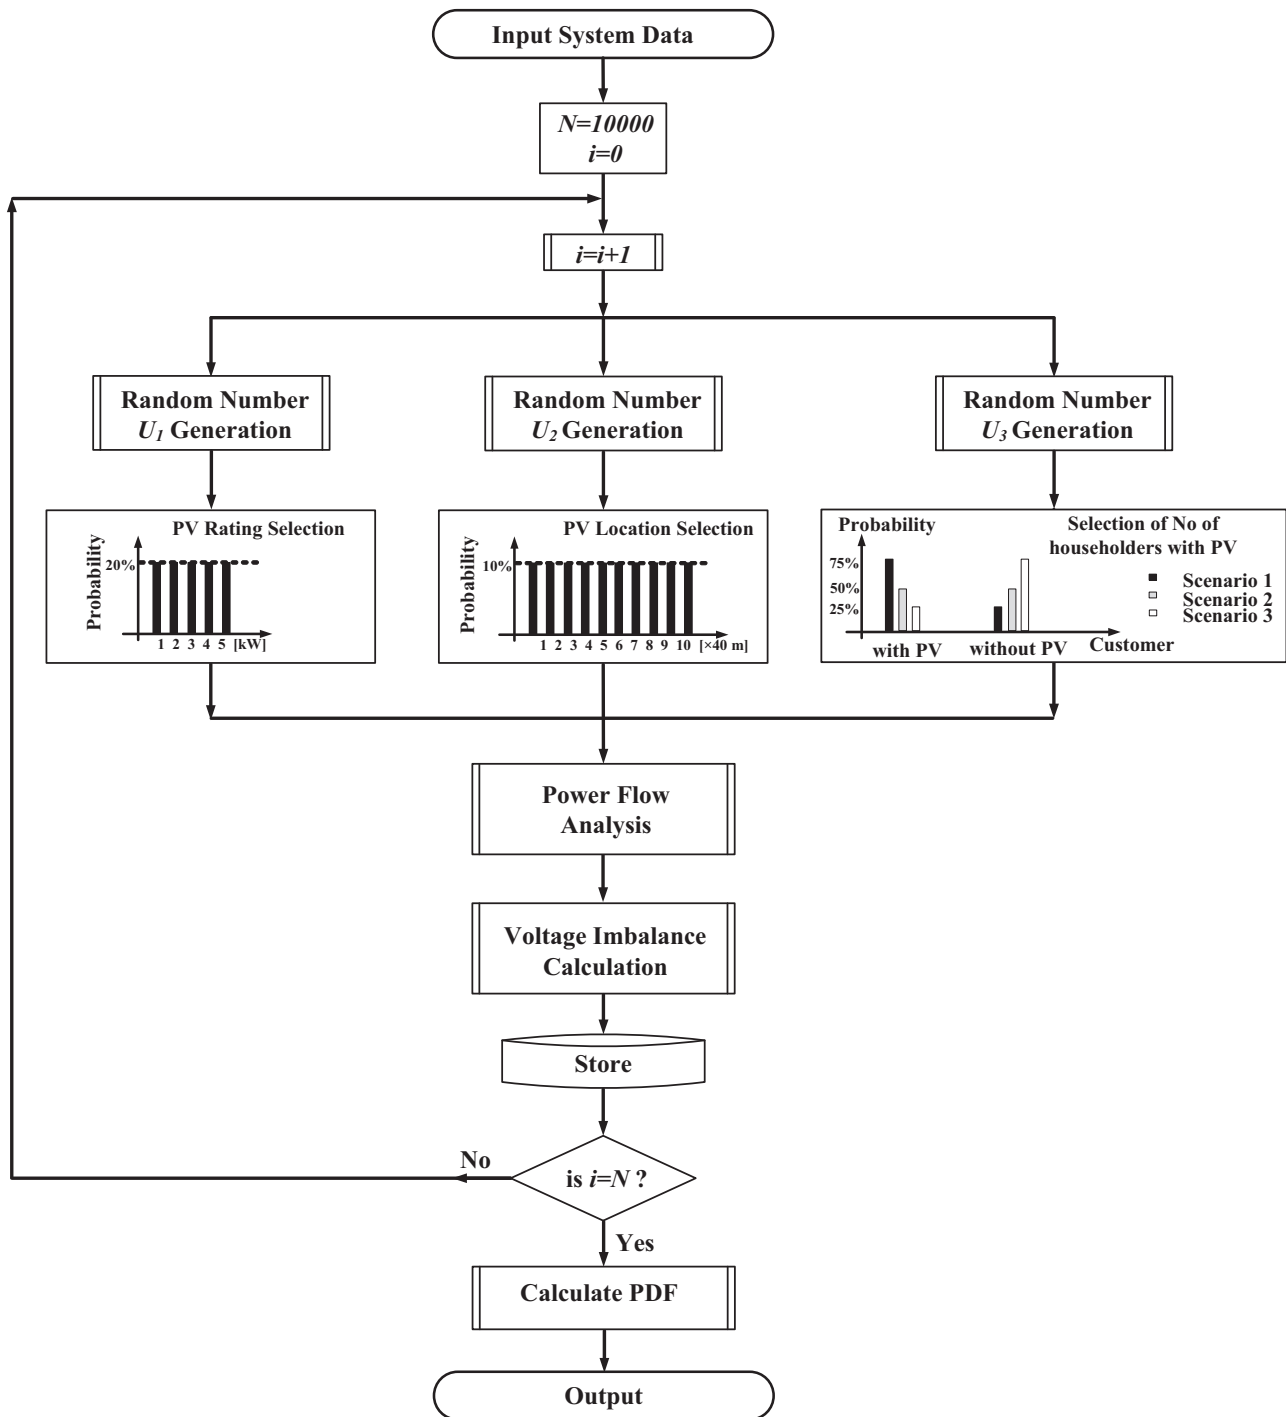 Input System Data
N=10000
i=0
i=i+1
Random Number
U1 Generation
Random Number
U2 Generation
Random Number
U3 Generation
PV Rating Selection
Probability
20%
1 2 3 4 5 [kW]
PV Location Selection
Probability
10%
1 2 3 4 5 6 7 8 9 10 [×40 m]
Probability
Selection of No of
householders with PV
75%
50%
25%
Scenario 1
Scenario 2
Scenario 3
with PV
without PV
Customer
Power Flow
Analysis
Voltage Imbalance
Calculation
Store
is i=N ?
No
Yes
Calculate PDF
Output